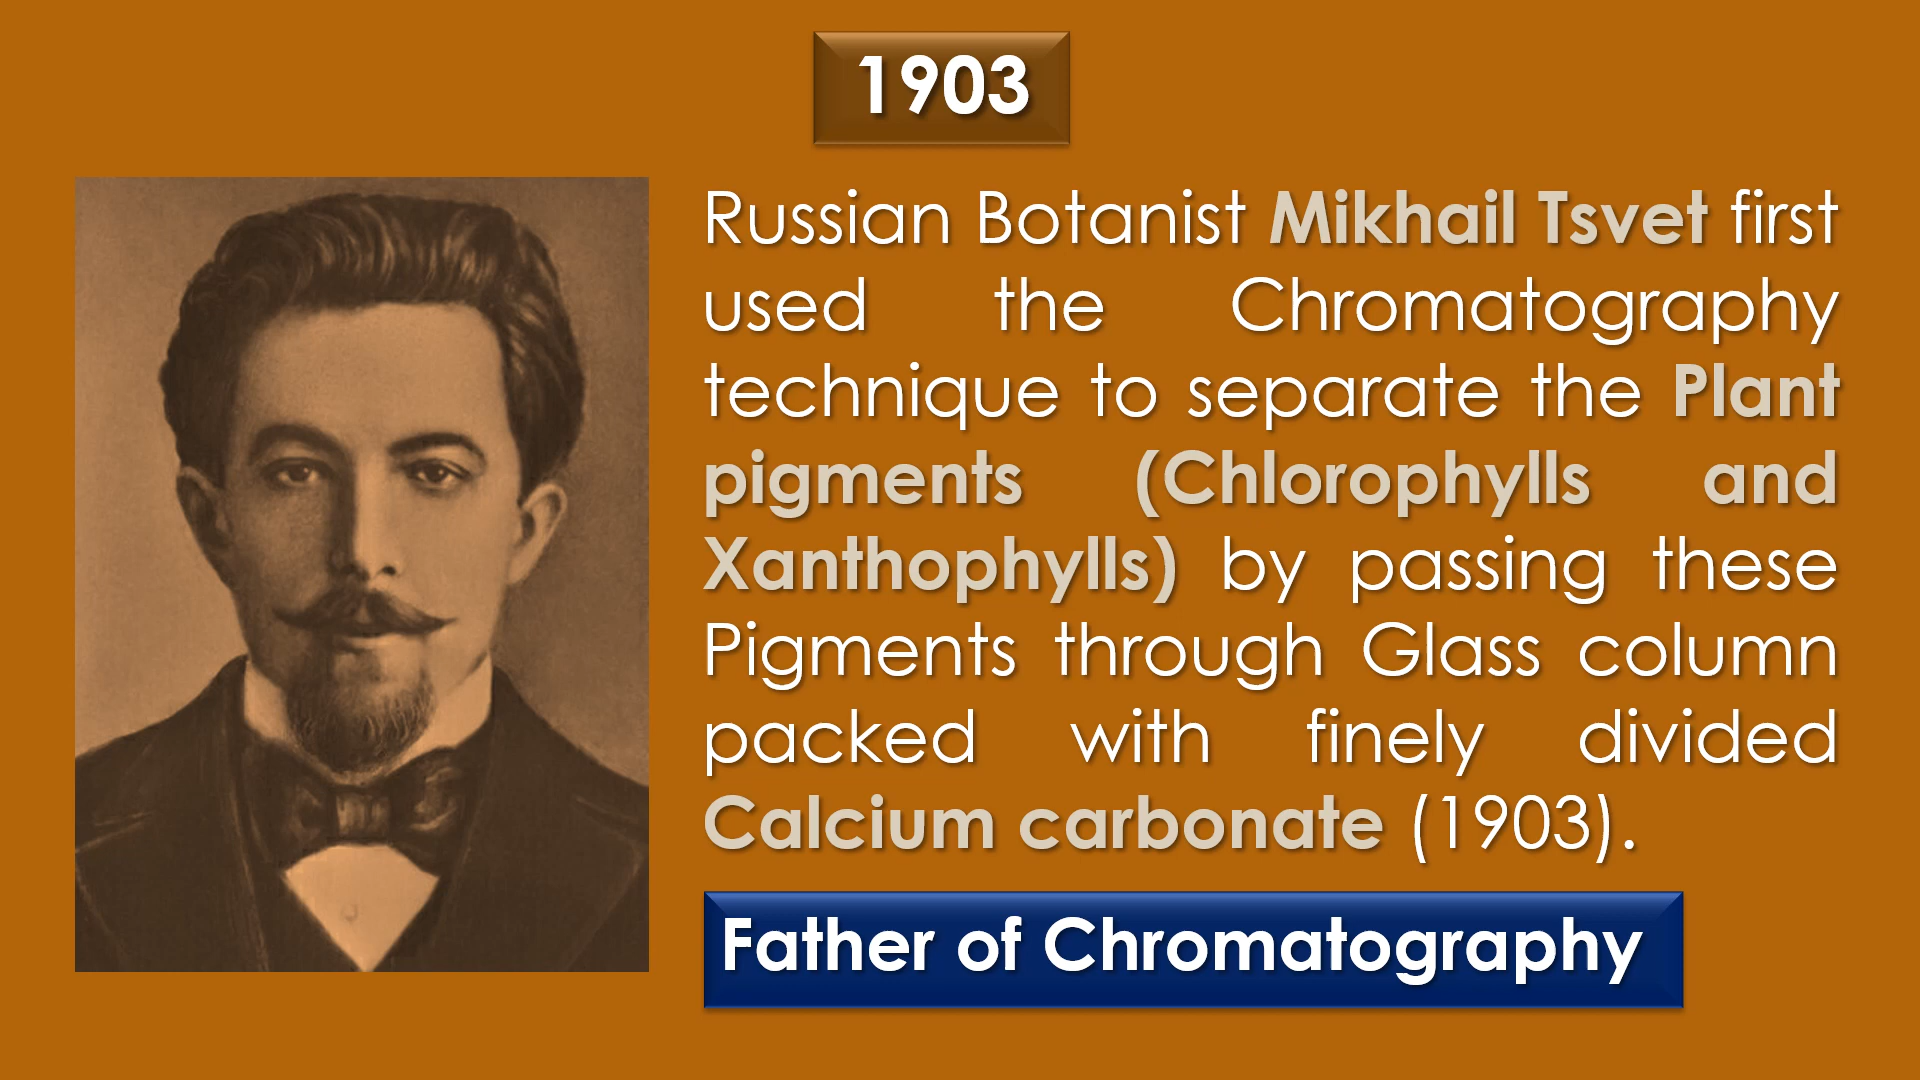 1903
Russian Botanist Mikhail Tsvet first
used the Chromatography
technique to separate the Plant
pigments (Chlorophylls and
Xanthophylls) by passing these
Pigments through Glass column
packed with finely divided
Calcium carbonate (1903).
Father of Chromatography